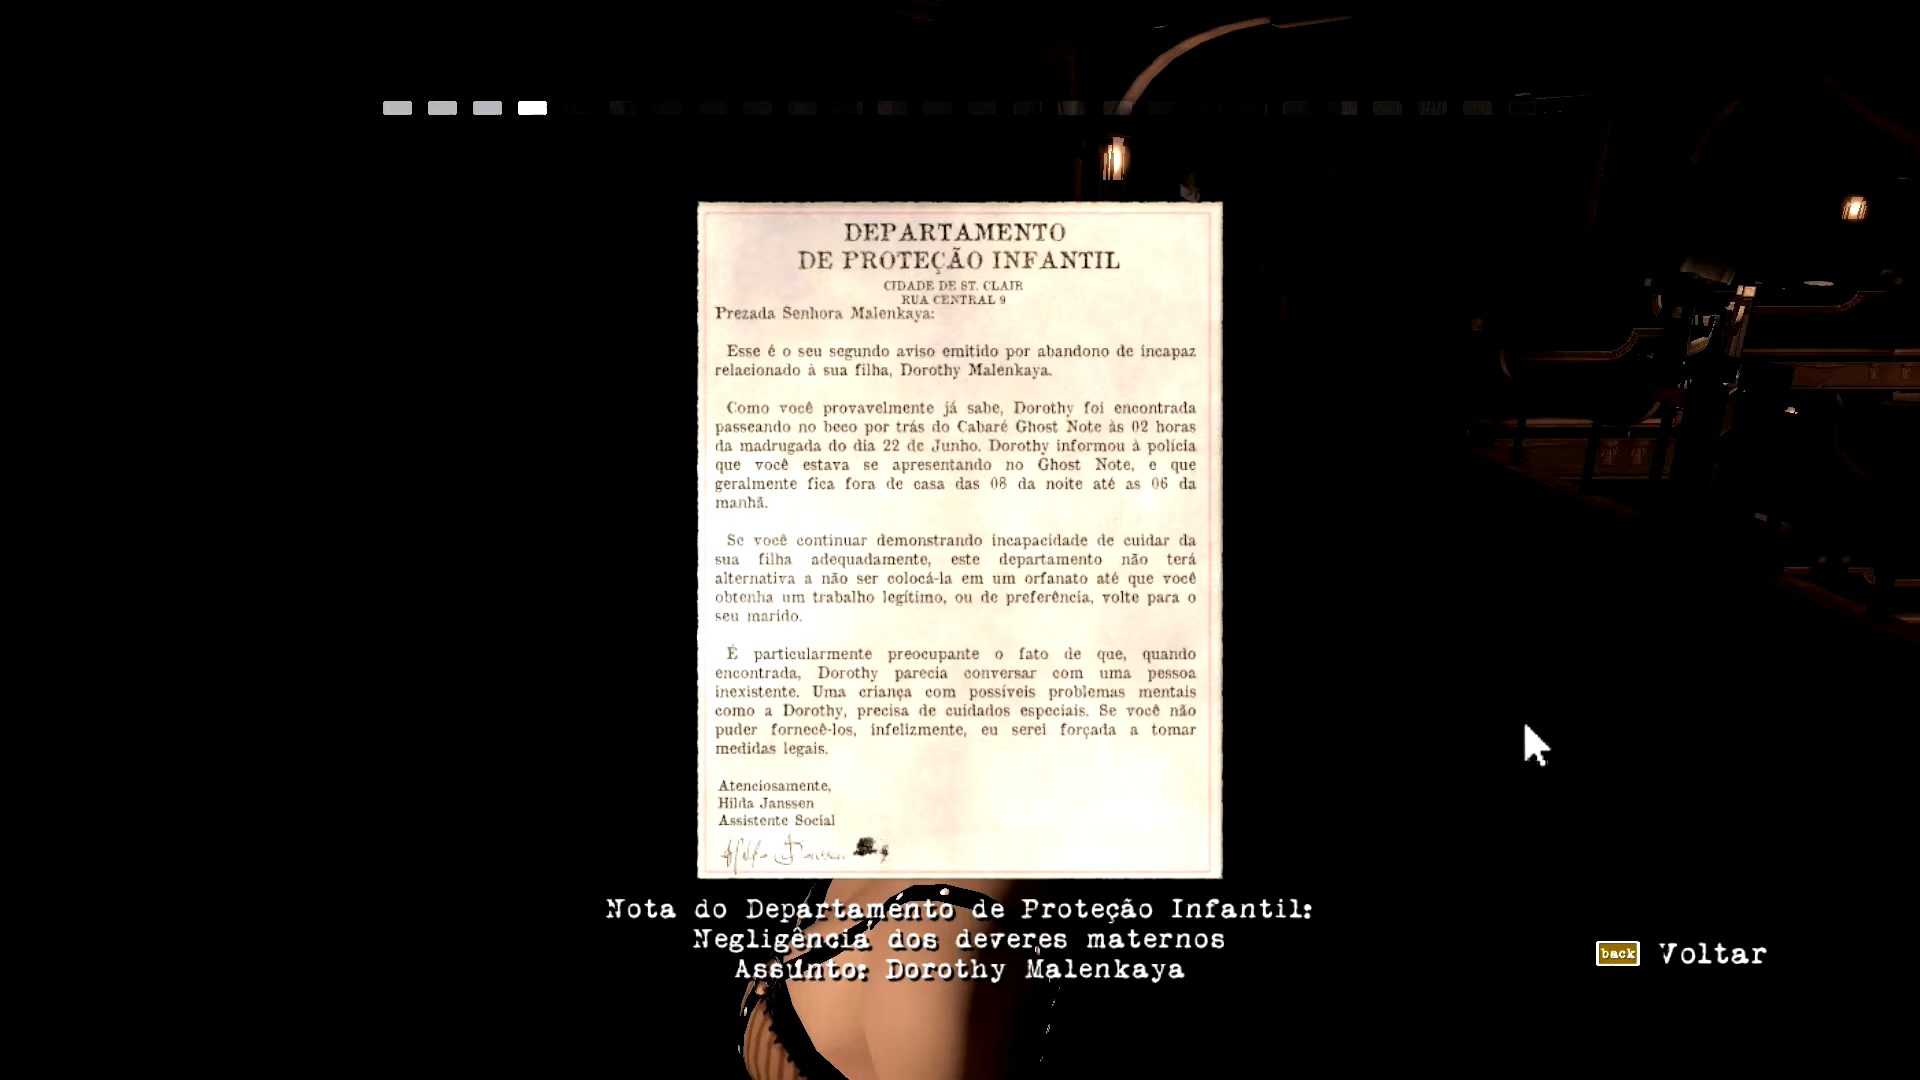 DEPARTAMENTO
DE PROTEÇÃO INFANTIL
CIDADE DE ST. CLAIR
RUA CENTRAL 9
Prezada Senhora Malenkaya:
Esse é o seu segundo aviso emitido por abandono de incapaz
relacionado à sua filha, Dorothy Malenkaya.
Como você provavelmente já sabe, Dorothy foi encontrada
passeando no beco por trás do Cabaré Ghost Note às 02 horas
da madrugada do dia 22 de Junho. Dorothy informou à polícia
que você estava se apresentando no Ghost Note, e que
geralmente fica fora de casa das 08 da noite até as 06 da
manhã.
Se você continuar demonstrando incapacidade de cuidar da
sua filha adequadamente, este departamento não terá
alternativa a não ser colocá-la em um orfanato até que você
obtenha um trabalho legítimo, ou de preferência, volte para o
seu marido.
É particularmente preocupante o fato de que, quando
encontrada, Dorothy parecia conversar com uma pessoa
inexistente. Uma criança com possíveis problemas mentais
como a Dorothy, precisa de cuidados especiais. Se você não
puder fornecê-los, infelizmente, eu serei forçada a tomar
medidas legais.
Atenciosamente,
Hilda Janssen
Assistente Social
Nota do Departamento de Proteção Infantil:
Negligência dos deveres maternos
Assunto: Dorothy Malenkaya
back Voltar